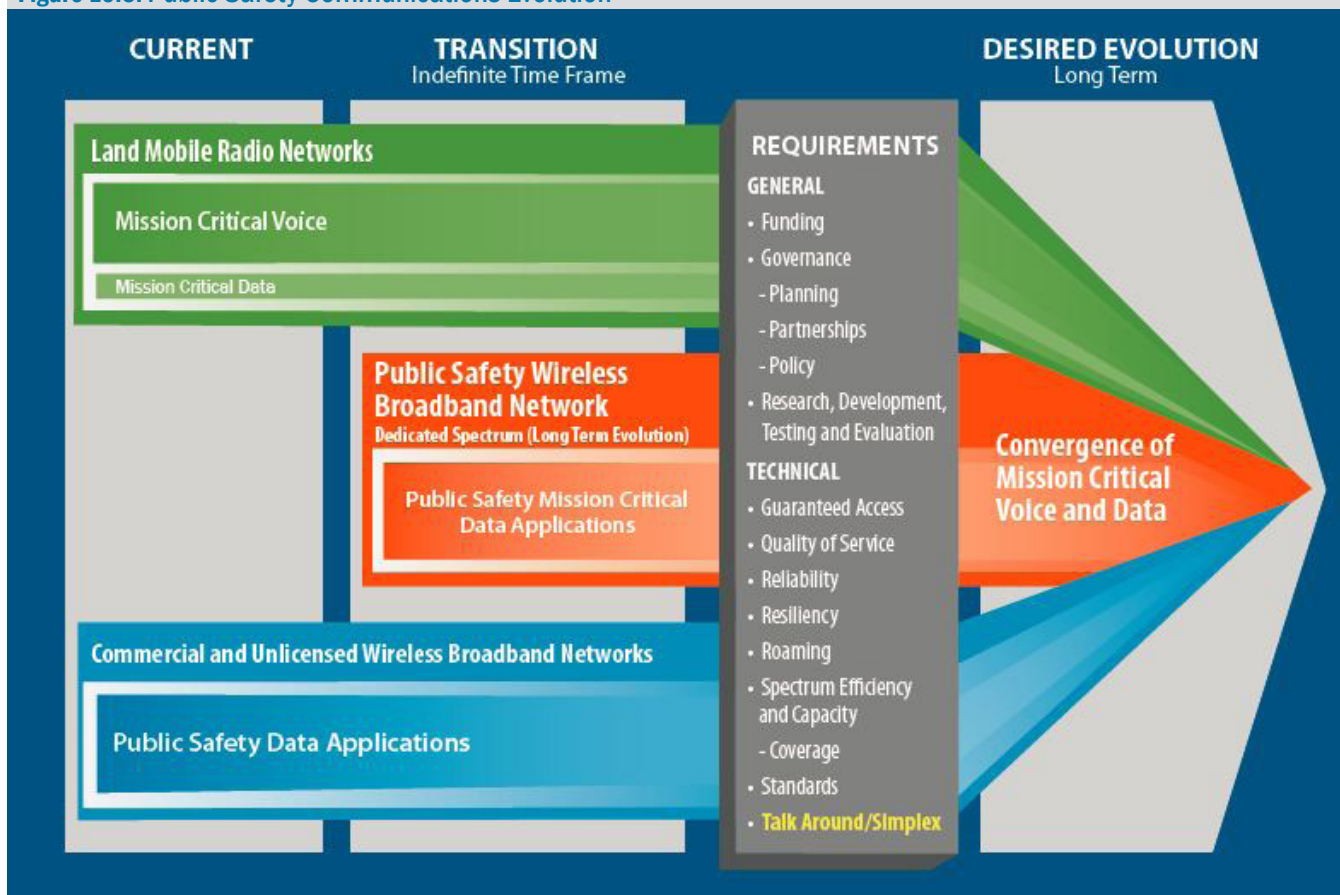 CURRENT
TRANSITION
Indefinite Time Frame
DESIRED EVOLUTION
Long Term
Land Mobile Radio Networks
Mission Critical Voice
Mission Critical Data
Public Safety Wireless
Broadband Network
Dedicated Spectrum (Long Term Evolution)
Public Safety Mission Critical
Data Applications
Commercial and Unlicensed Wireless Broadband Networks
Public Safety Data Applications
REQUIREMENTS
GENERAL
• Funding
• Governance
- Planning
- Partnerships
- Policy
• Research, Development,
Testing and Evaluation
TECHNICAL
• Guaranteed Access
• Quality of Service
• Reliability
• Resiliency
• Roaming
• Spectrum Efficiency
and Capacity
- Coverage
• Standards
• Talk Around/Simplex
Convergence of
Mission Critical
Voice and Data